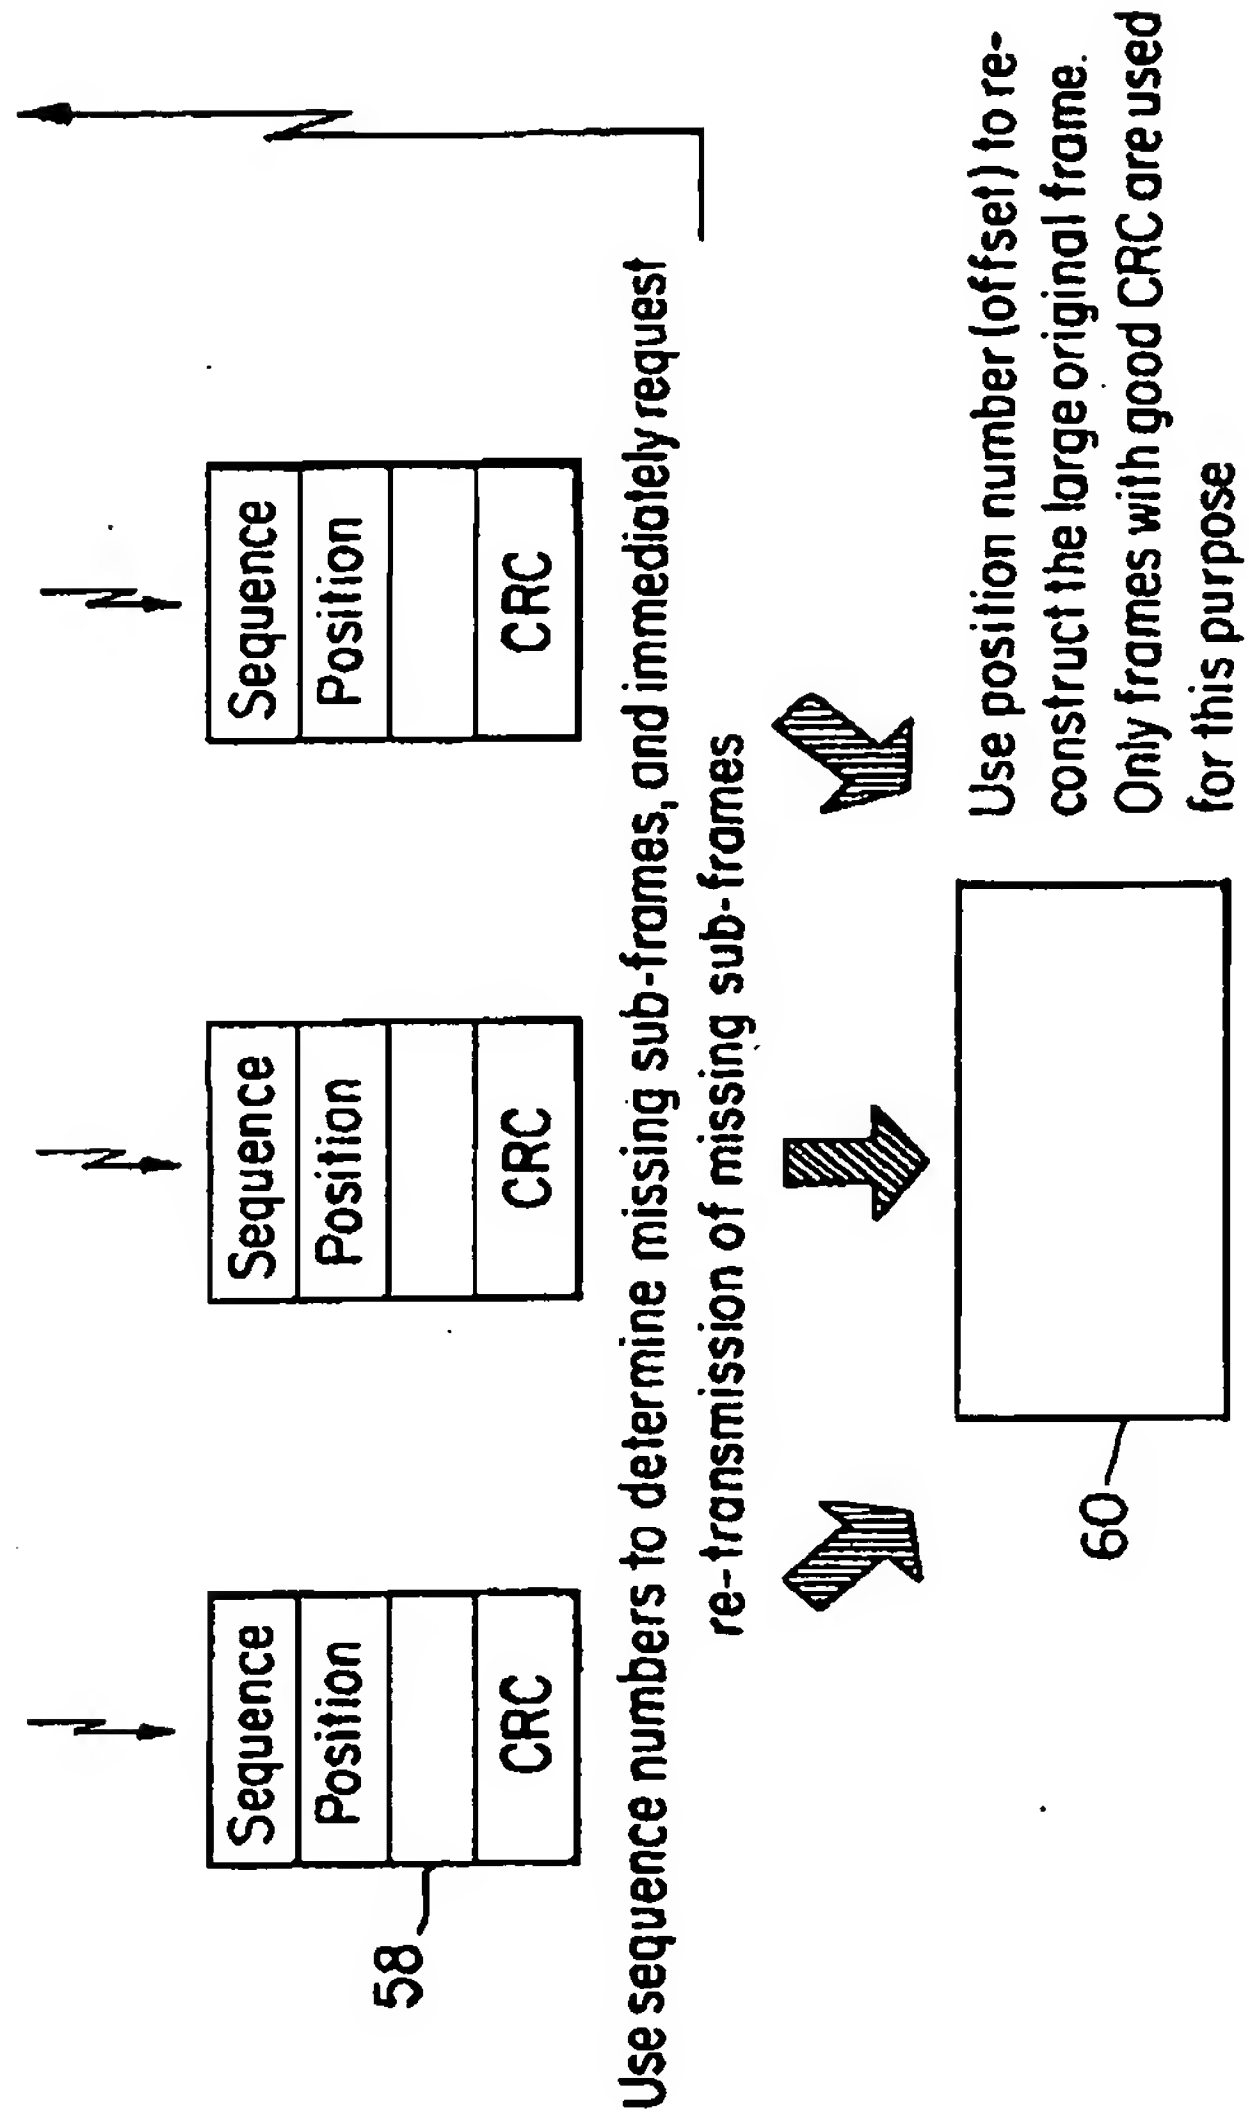 Sequence
Position
CRC
58
Sequence
Position
CRC
Sequence
Position
CRC
Use sequence numbers to determine missing sub-frames, and immediately request
re-transmission of missing sub-frames
60
Use position number (offset) to re-
construct the large original frame.
Only frames with good CRC are used
for this purpose